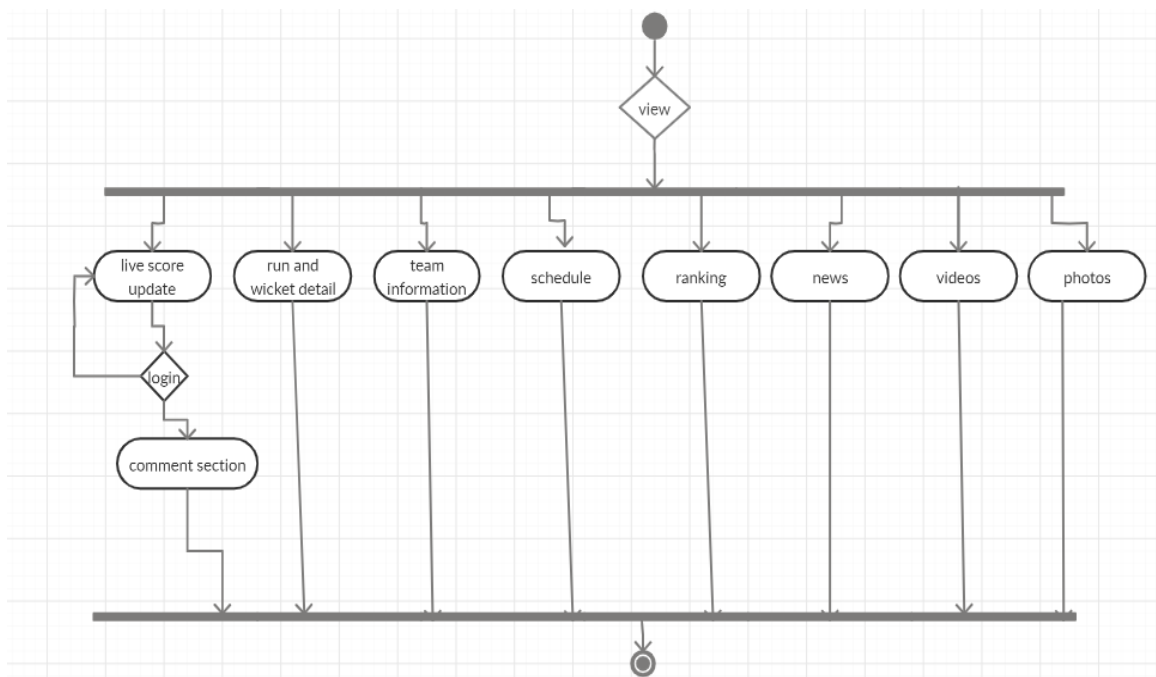 view
live score
update
run and
wicket detail
team
information
schedule
ranking
news
videos
photos
login
comment section